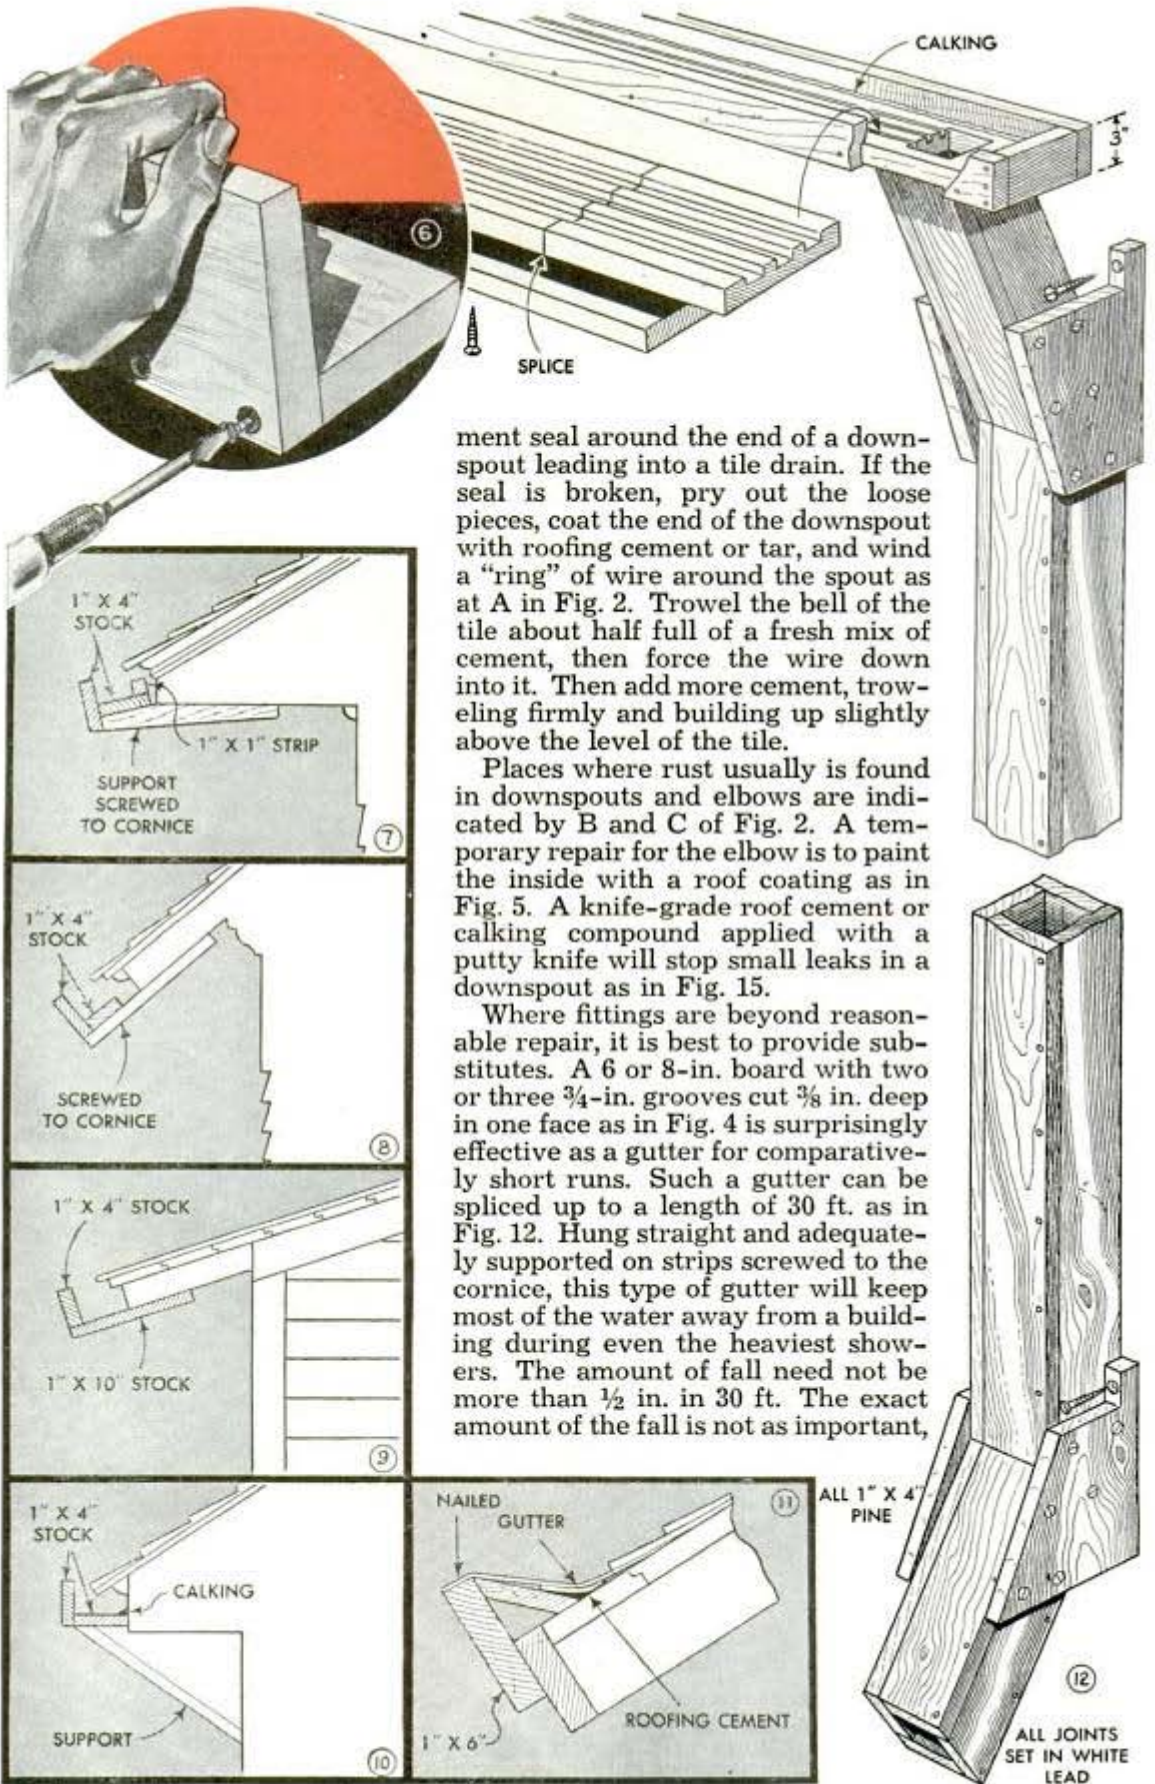 CALKING
3"
6
SPLICE
ment seal around the end of a down-
spout leading into a tile drain. If the
seal is broken, pry out the loose
pieces, coat the end of the downspout
with roofing cement or tar, and wind
a “ring” of wire around the spout as
at A in Fig. 2. Trowel the bell of the
tile about half full of a fresh mix of
cement, then force the wire down
into it. Then add more cement, trow-
eling firmly and building up slightly
above the level of the tile.
Places where rust usually is found
in downspouts and elbows are indi-
cated by B and C of Fig. 2. A tem-
porary repair for the elbow is to paint
the inside with a roof coating as in
Fig. 5. A knife-grade roof cement or
calking compound applied with a
putty knife will stop small leaks in a
downspout as in Fig. 15.
Where fittings are beyond reason-
able repair, it is best to provide sub-
stitutes. A 6 or 8-in. board with two
or three ¾-in. grooves cut ⅜ in. deep
in one face as in Fig. 4 is surprisingly
effective as a gutter for comparative-
ly short runs. Such a gutter can be
spliced up to a length of 30 ft. as in
Fig. 12. Hung straight and adequate-
ly supported on strips screwed to the
cornice, this type of gutter will keep
most of the water away from a build-
ing during even the heaviest show-
ers. The amount of fall need not be
more than ½ in. in 30 ft. The exact
amount of the fall is not as important,
1" X 4"
STOCK
1" X 1" STRIP
SUPPORT
SCREWED
TO CORNICE
7
1" X 4"
STOCK
SCREWED
TO CORNICE
8
1" X 4" STOCK
1" X 10" STOCK
9
1" X 4"
STOCK
CALKING
SUPPORT
10
NAILED
GUTTER
11
ROOFING CEMENT
1" X 6"
ALL 1" X 4"
PINE
12
ALL JOINTS
SET IN WHITE
LEAD